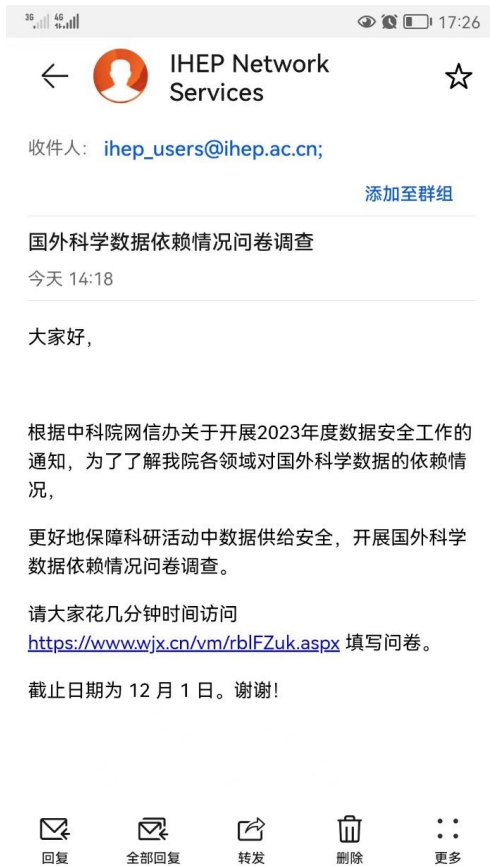 3G 4G 17:26
IHEP Network
Services
收件人: ihep_users@ihep.ac.cn;
添加至群组
国外科学数据依赖情况问卷调查
今天 14:18
大家好,
根据中科院网信办关于开展2023年度数据安全工作的
通知，为了了解我院各领域对国外科学数据的依赖情
况,
更好地保障科研活动中数据供给安全，开展国外科学
数据依赖情况问卷调查。
请大家花几分钟时间访问
https://www.wjx.cn/vm/rblFZuk.aspx 填写问卷。
截止日期为 12 月 1 日。谢谢!
回复 全部回复 转发 删除 更多